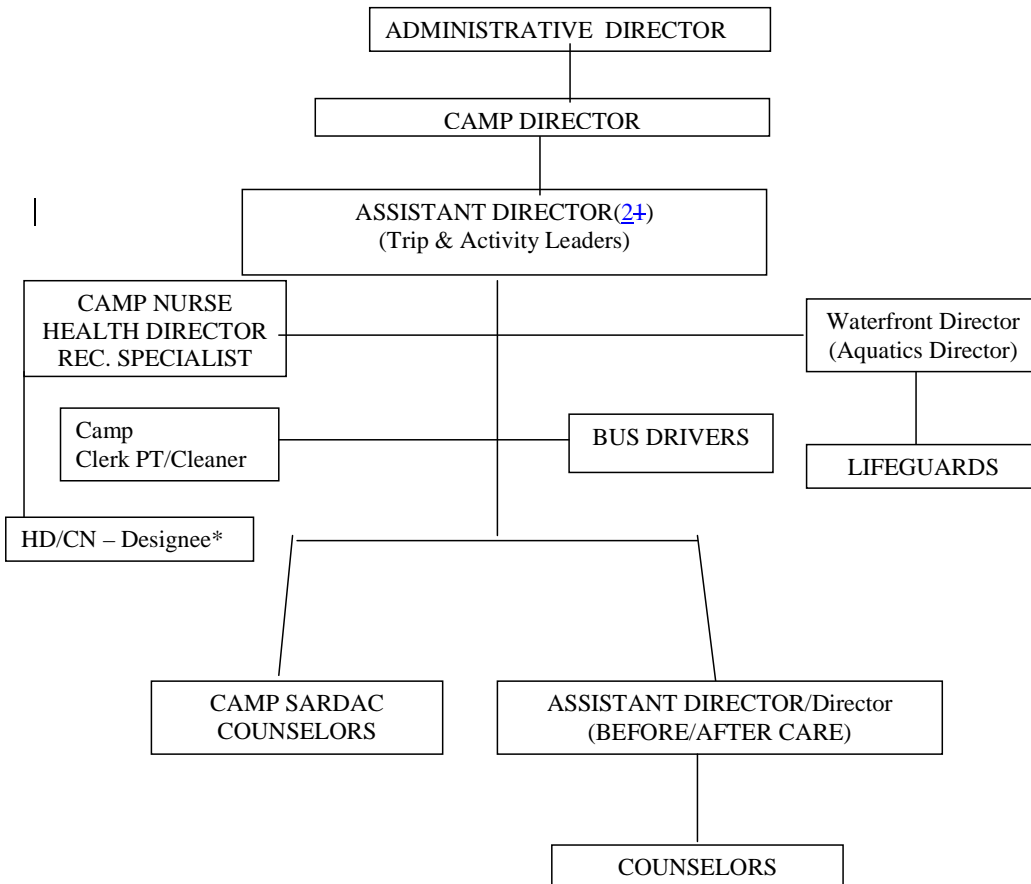 ADMINISTRATIVE DIRECTOR
CAMP DIRECTOR
ASSISTANT DIRECTOR(21)
(Trip & Activity Leaders)
CAMP NURSE
HEALTH DIRECTOR
REC. SPECIALIST
Waterfront Director
(Aquatics Director)
Camp
Clerk PT/Cleaner
BUS DRIVERS
LIFEGUARDS
HD/CN – Designee*
CAMP SARDAC
COUNSELORS
ASSISTANT DIRECTOR/Director
(BEFORE/AFTER CARE)
COUNSELORS